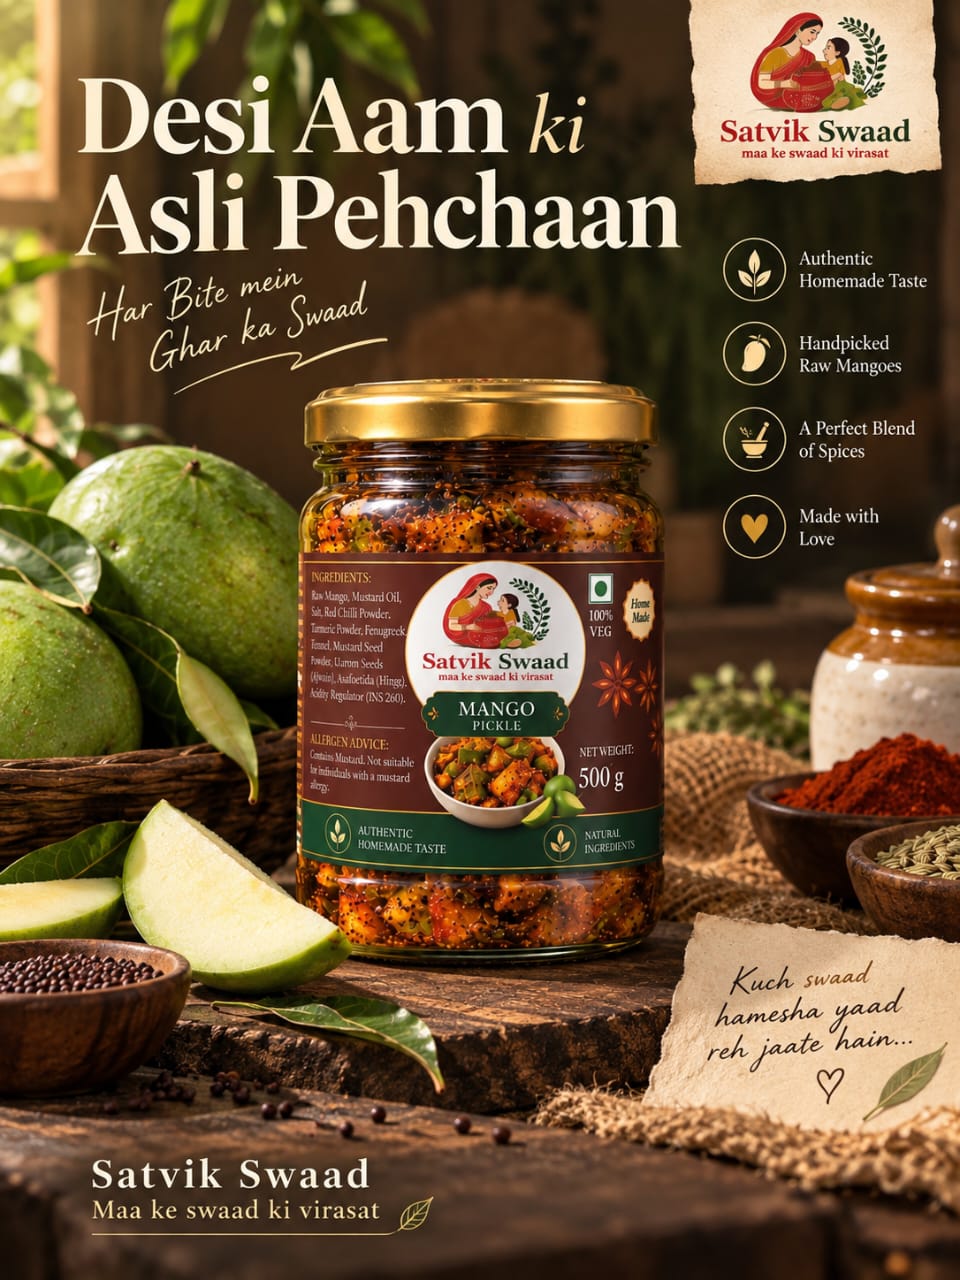 Desi Aam ki
Asli Pehchaan
Har Bite mein
Ghar ka Swaad
Satvik Swaad
maa ke swaad ki virasat
Authentic
Homemade Taste
Handpicked
Raw Mangoes
A Perfect Blend
of Spices
Made with
Love
INGREDIENTS:
Raw Mango, Mustard Oil,
Salt, Red Chilli Powder,
Turmeric Powder, Fenugreek,
Mustard Seed
Powder, Seeds
(Ajwain), Asafoetida (Hingg),
Acidity Regulator (INS 260).
ALLERGEN ADVICE:
Contains Mustard. Not suitable
for individuals with a mustard
allergy.
Satvik Swaad
maa ke swaad ki virasat
MANGO
PICKLE
100%
VEG
Home
Made
NET WEIGHT:
500 g
AUTHENTIC
HOMEMADE TASTE
NATURAL
INGREDIENTS
Kuch swaad
hamesha yaad
reh jaate hain...
Satvik Swaad
Maa ke swaad ki virasat